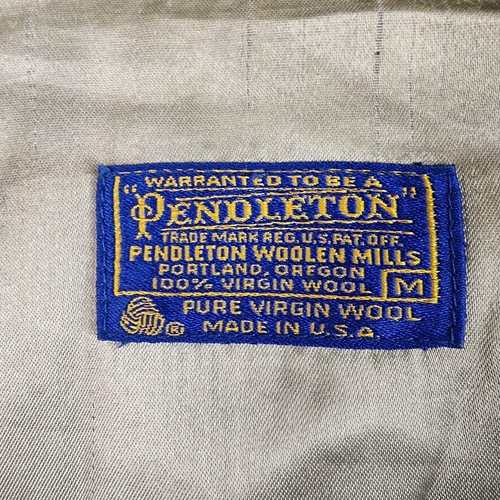 WARRANTED TO BE A
"PENDLETON"
TRADE MARK REG. U.S. PAT. OFF.
PENDLETON WOOLEN MILLS
PORTLAND, OREGON
100% VIRGIN WOOL M
PURE VIRGIN WOOL
® MADE IN U.S.A.